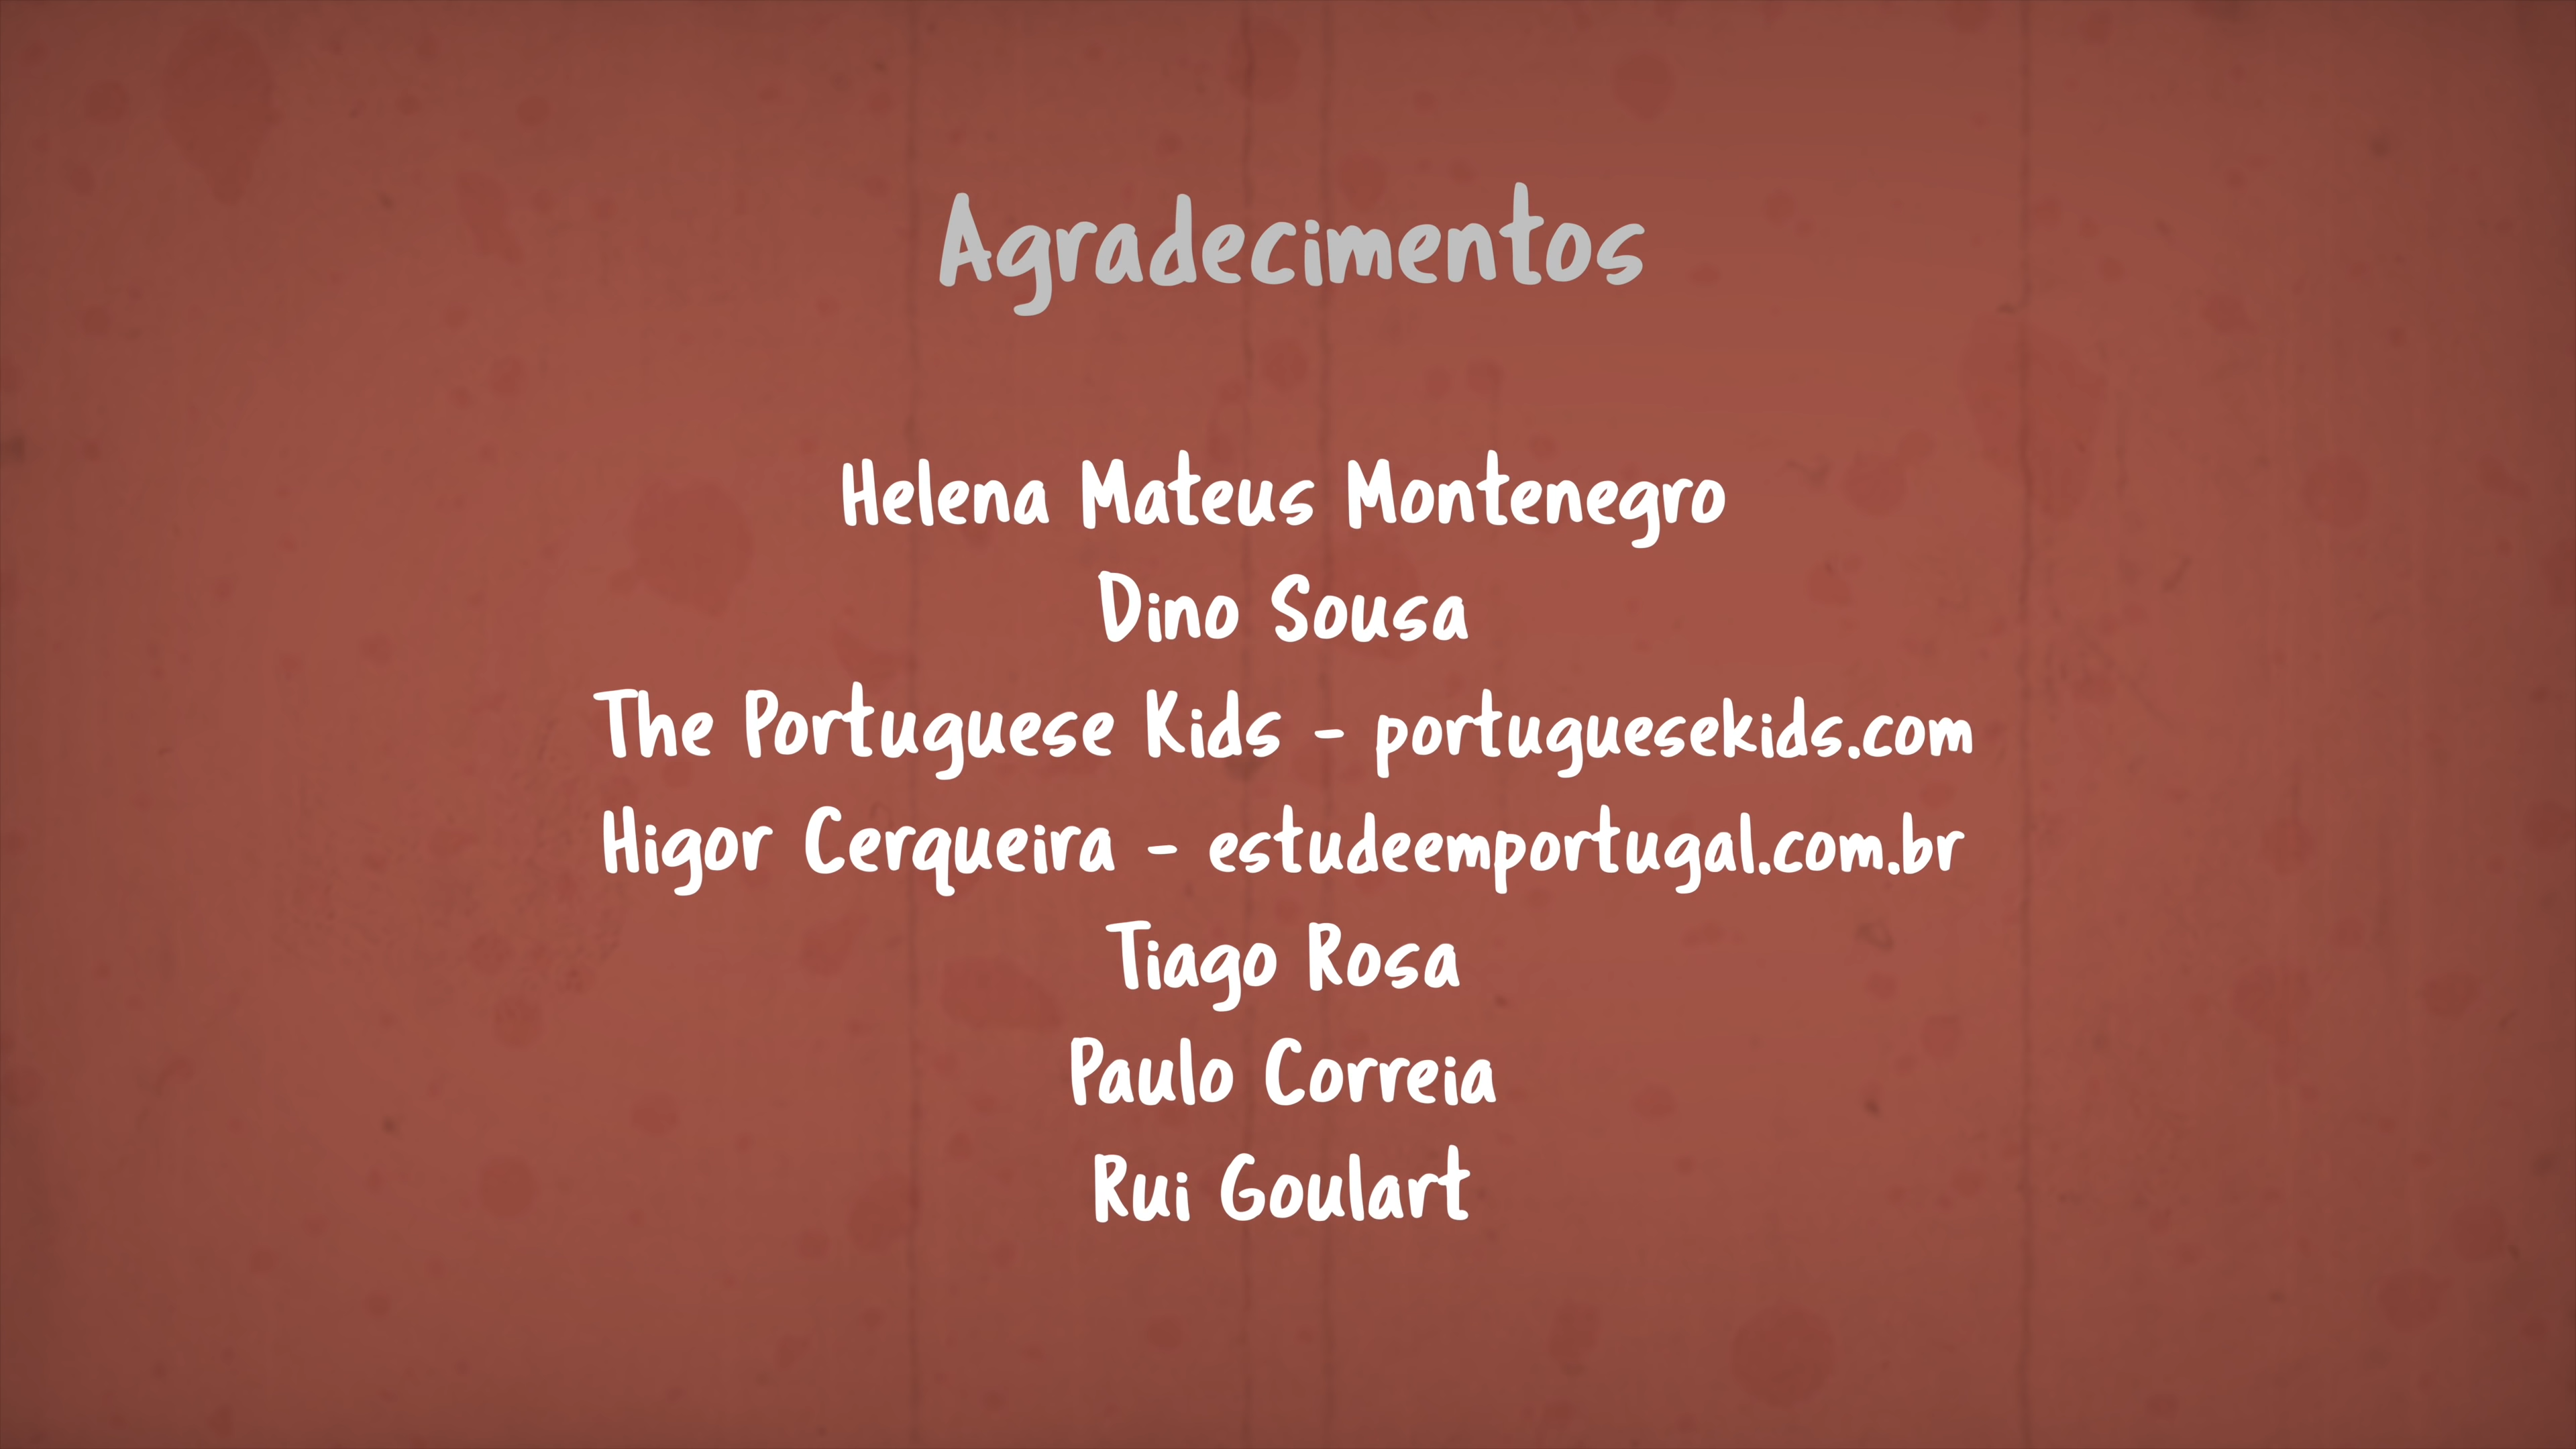 Agradecimentos
Helena Mateus Montenegro
Dino Sousa
The Portuguese Kids - portuguesekids.com
Higor Cerqueira - estudeemportugal.com.br
Tiago Rosa
Paulo Correia
Rui Goulart